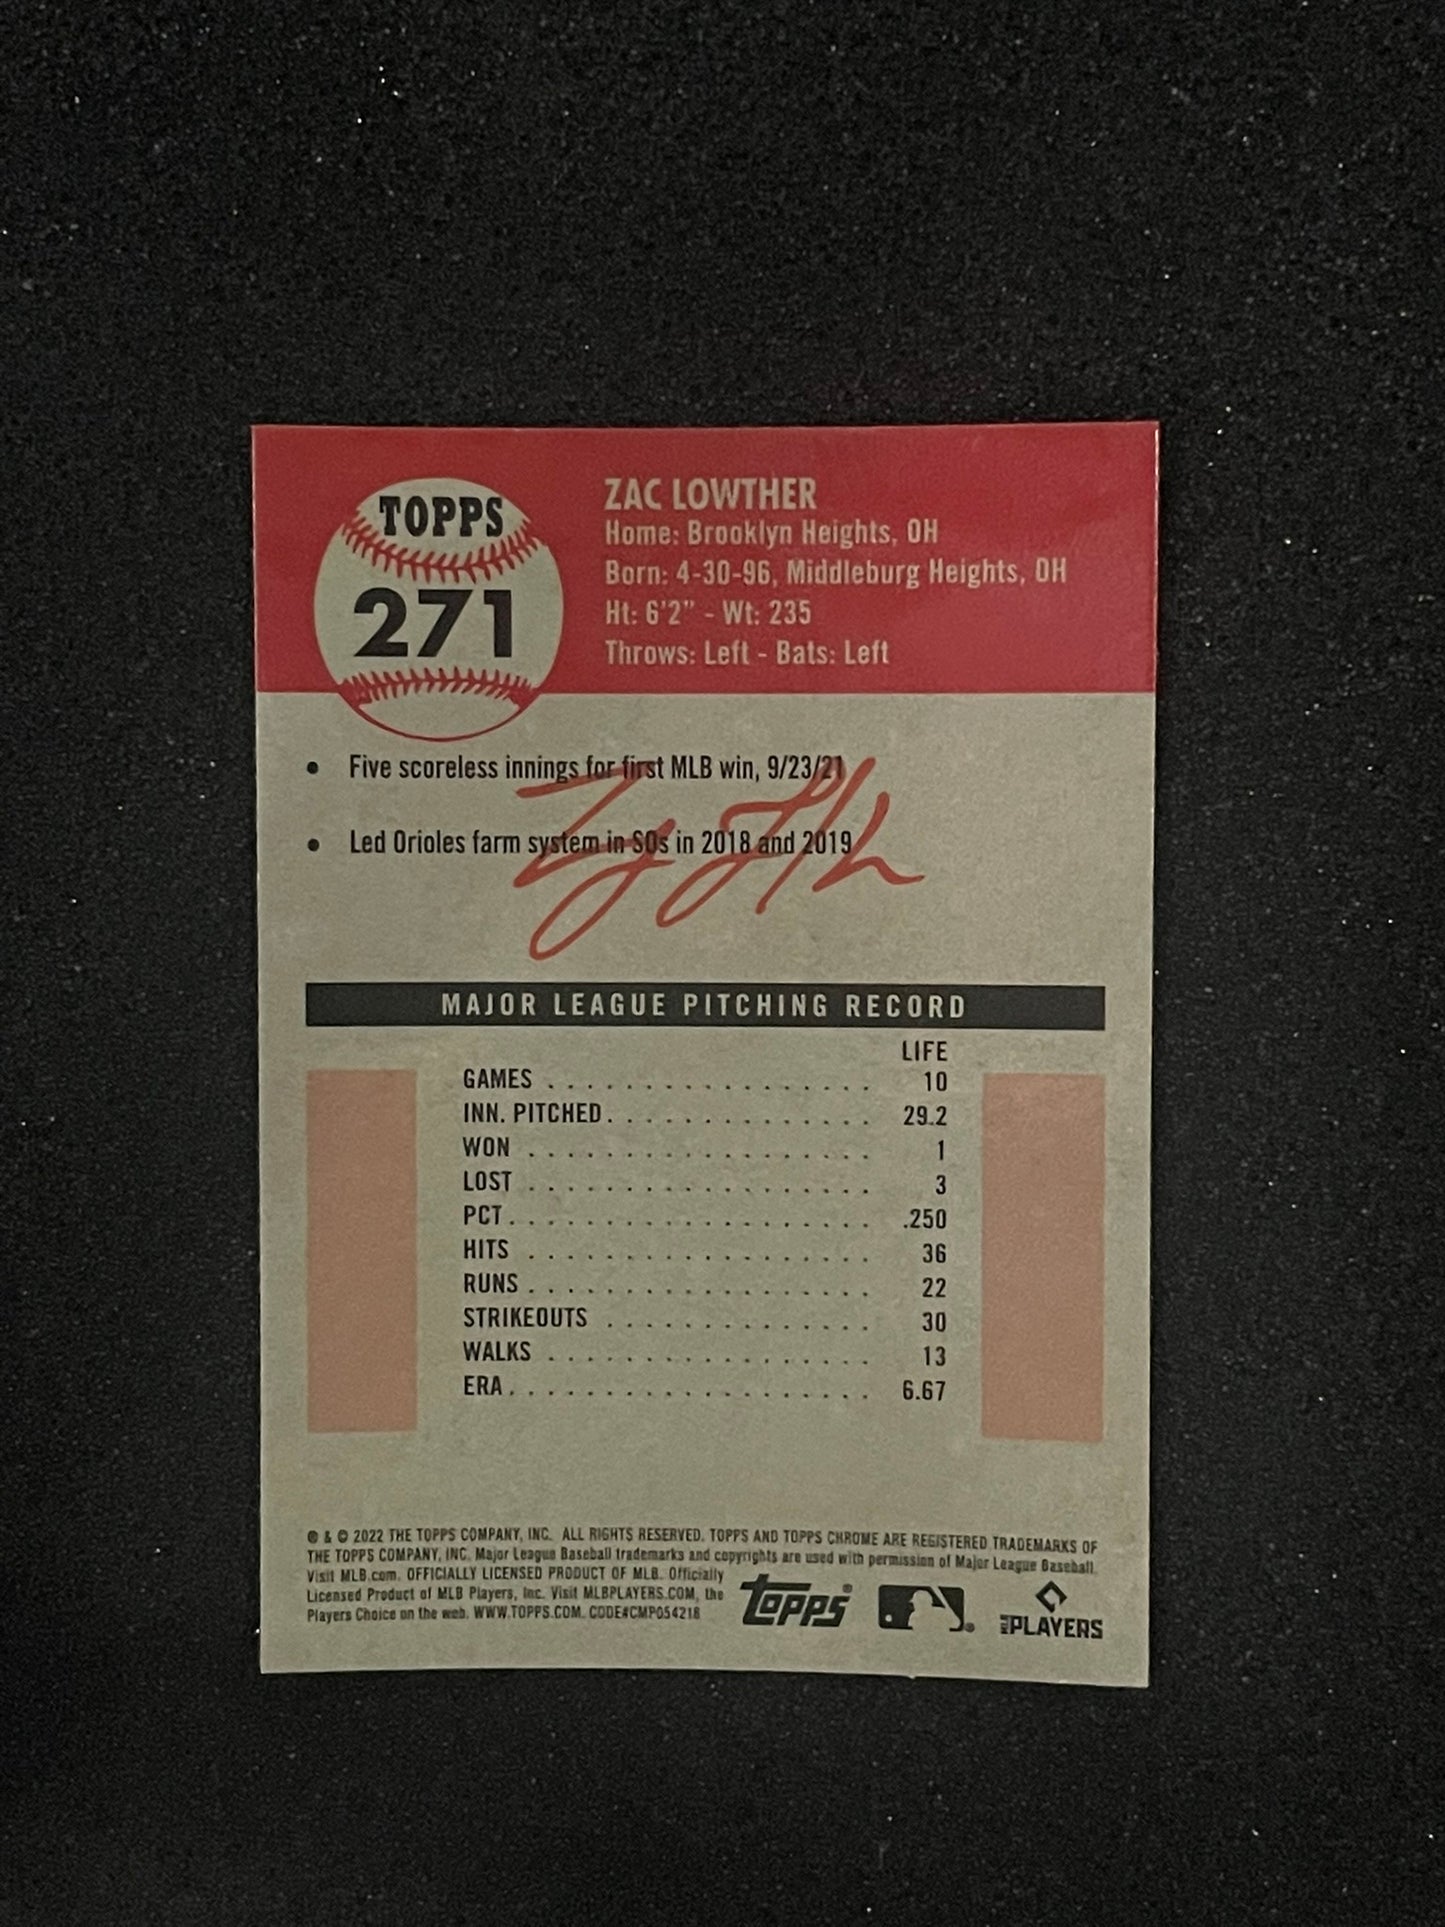 TOPPS
271
ZAC LOWTHER
Home: Brooklyn Heights, OH
Born: 4-30-96, Middleburg Heights, OH
Ht: 6'2" - Wt: 235
Throws: Left - Bats: Left
• Five scoreless innings for first MLB win, 9/23/21
• Led Orioles farm system in SOs in 2018 and 2019
MAJOR LEAGUE PITCHING RECORD
LIFE
GAMES . . . . . . . . . . . . . . . . . 10
INN. PITCHED . . . . . . . . . . . . . . 29.2
WON . . . . . . . . . . . . . . . . . . 1
LOST . . . . . . . . . . . . . . . . . . 3
PCT. . . . . . . . . . . . . . . . . . . .250
HITS . . . . . . . . . . . . . . . . . . 36
RUNS . . . . . . . . . . . . . . . . . . 22
STRIKEOUTS . . . . . . . . . . . . . . 30
WALKS . . . . . . . . . . . . . . . . . 13
ERA . . . . . . . . . . . . . . . . . . . 6.67
® & © 2022 THE TOPPS COMPANY, INC. ALL RIGHTS RESERVED. TOPPS AND TOPPS CHROME ARE REGISTERED TRADEMARKS OF
THE TOPPS COMPANY, INC. Major League Baseball trademarks and copyrights are used with permission of Major League Baseball.
Visit MLB.com. OFFICIALLY LICENSED PRODUCT OF MLB. Officially
Licensed Product of MLB Players, Inc. Visit MLBPLAYERS.COM, the
Players Choice on the web. WWW.TOPPS.COM. CODE#CMP054218
TOPPS®
MLB PLAYERS